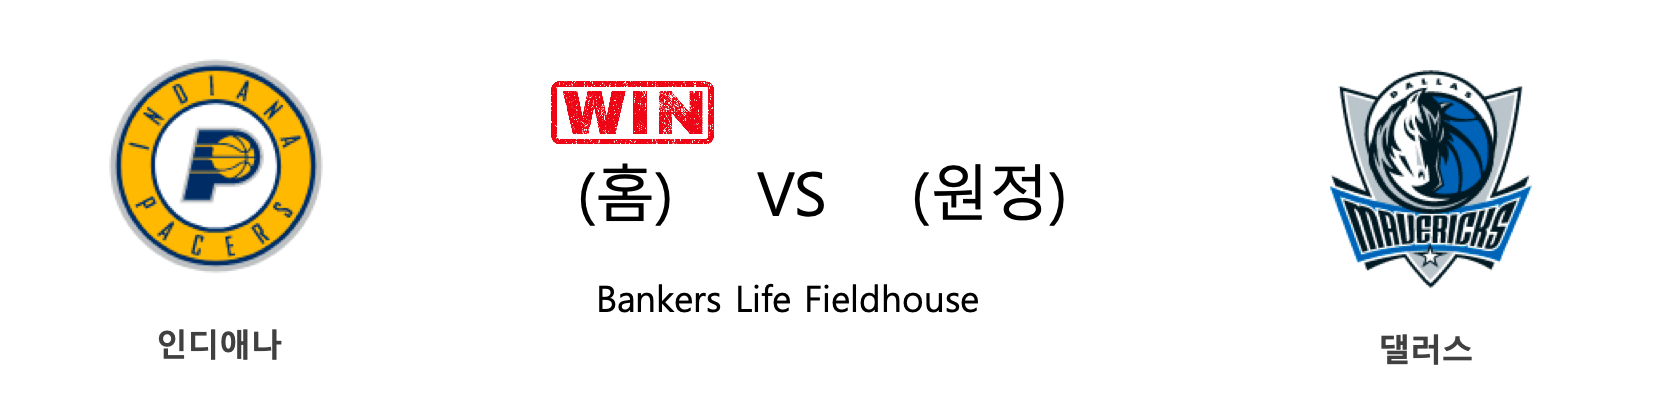 INDIANA
PACERS
WIN
(홈) VS (원정)
Bankers Life Fieldhouse
DALLAS
MAVERICKS
인디애나
댈러스